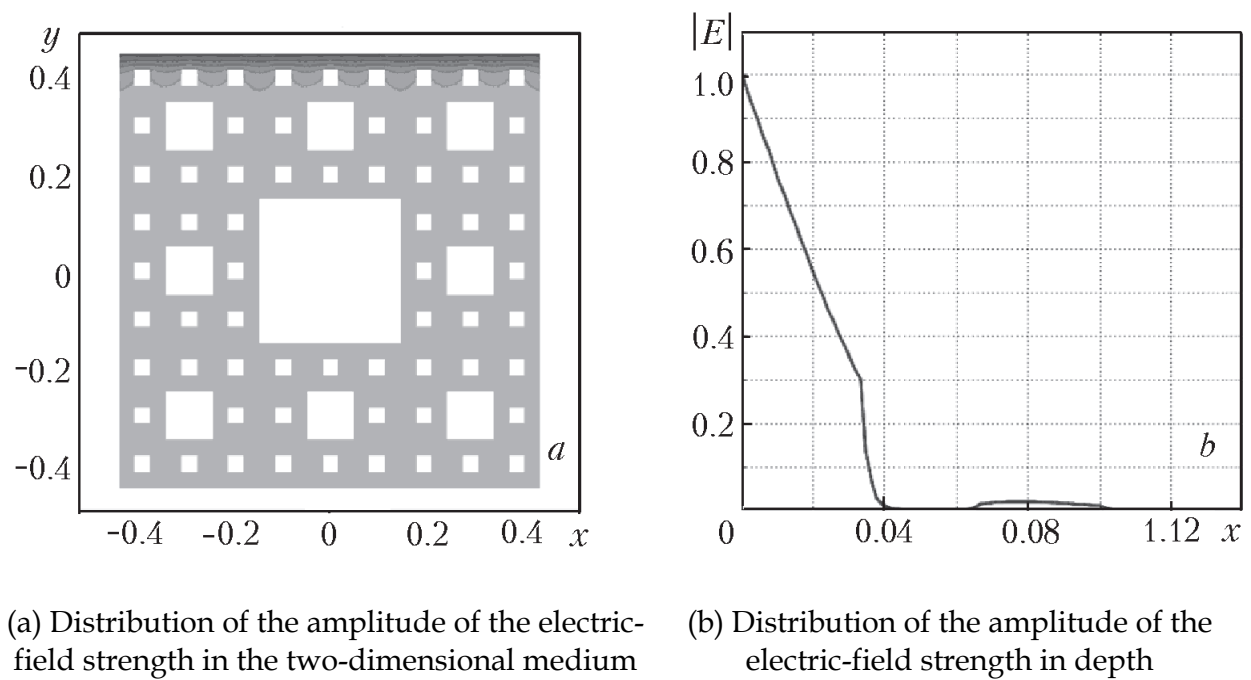 y
0.4
0.2
0
-0.2
-0.4
-0.4 -0.2 0 0.2 0.4 x
a
|E|
1.0
0.8
0.6
0.4
0.2
0 0.04 0.08 1.12 x
b
(a) Distribution of the amplitude of the electric-
field strength in the two-dimensional medium
(b) Distribution of the amplitude of the
electric-field strength in depth